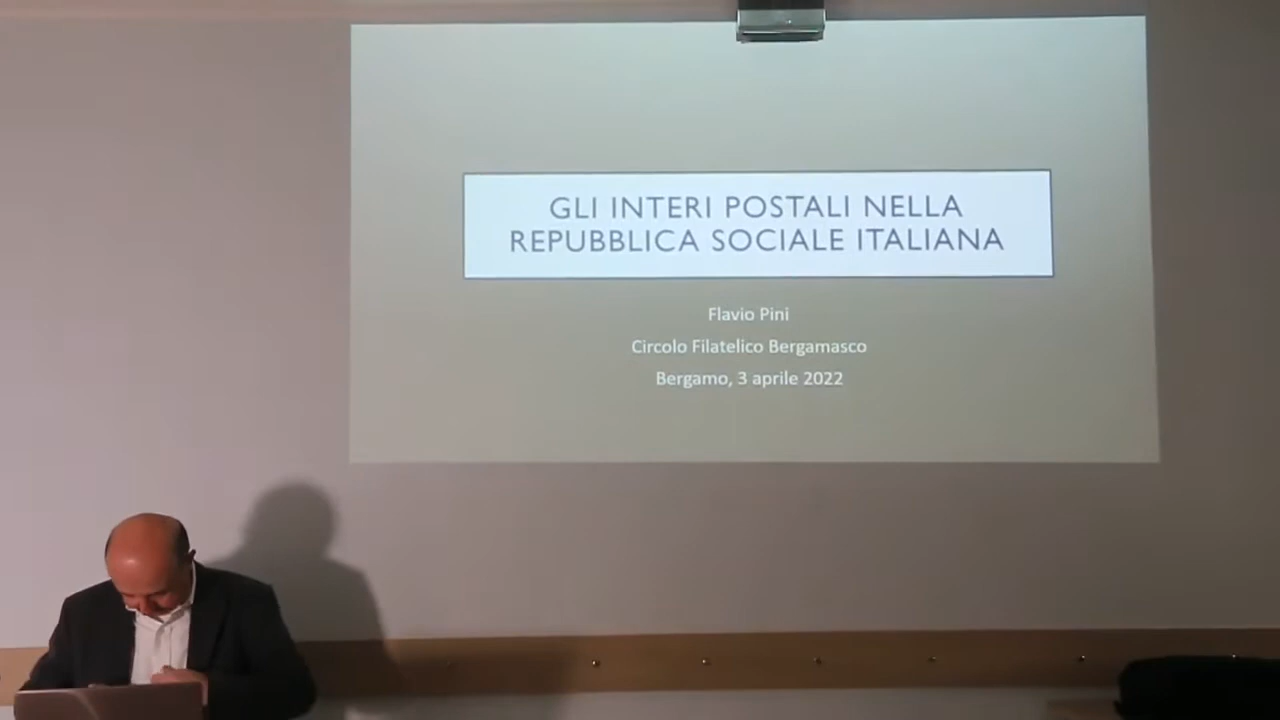 GLI INTERI POSTALI NELLA
REPUBBLICA SOCIALE ITALIANA
Flavio Pini
Circolo Filatelico Bergamasco
Bergamo, 3 aprile 2022